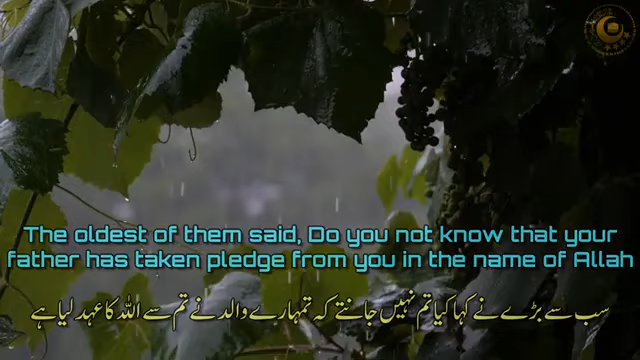 The oldest of them said, Do you not know that your
father has taken pledge from you in the name of Allah
سب سے بڑے نے کہا کیا تم نہیں جانتے کہ تمہارے والد نے تم سے اللہ کا عہد لیا ہے